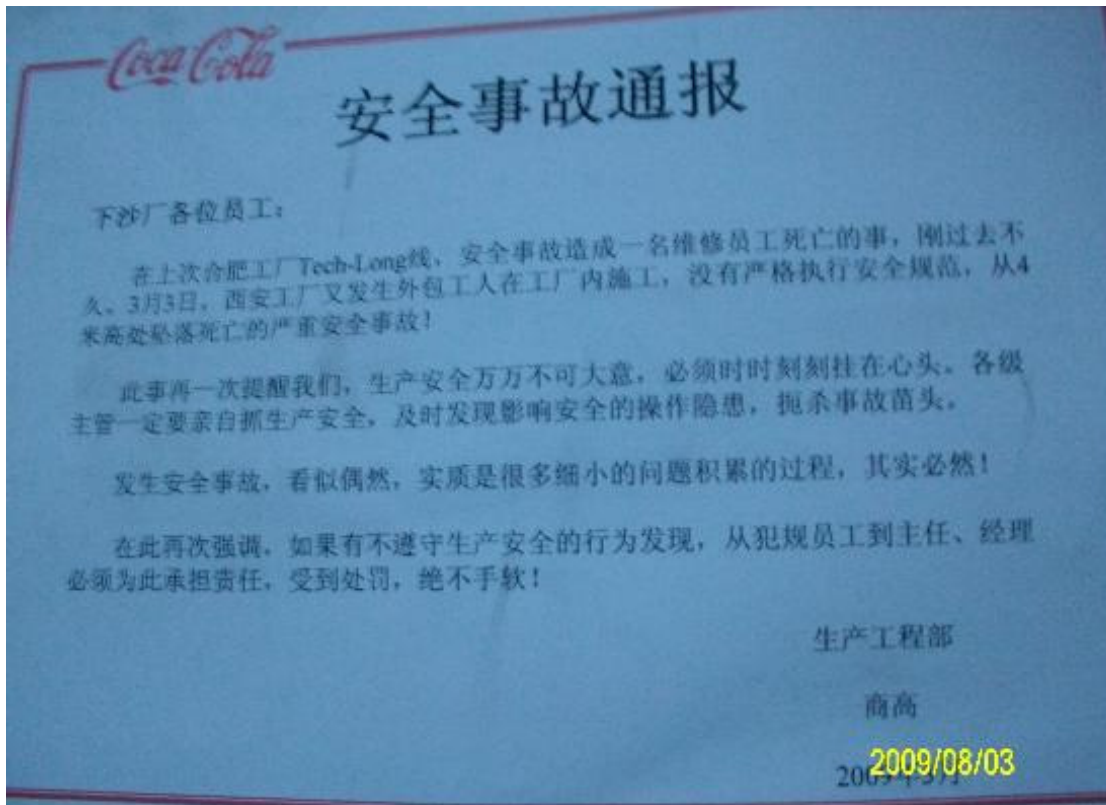 Coca-Cola
安全事故通报
下沙厂各位员工：
在上次合肥工厂Tech-Long线，安全事故造成一名维修员工死亡的事，刚过去不
久。3月3日，西安工厂又发生外包工人在工厂内施工，没有严格执行安全规范，从4
米高处坠落死亡的严重安全事故！
此事再一次提醒我们，生产安全万万不可大意，必须时时刻刻挂在心头。各级
主管一定要亲自抓生产安全，及时发现影响安全的操作隐患，扼杀事故苗头。
发生安全事故，看似偶然，实质是很多细小的问题积累的过程，其实必然！
在此再次强调，如果有不遵守生产安全的行为发现，从犯规员工到主任、经理
必须为此承担责任，受到处罚，绝不手软！
生产工程部
商高
2009/08/03